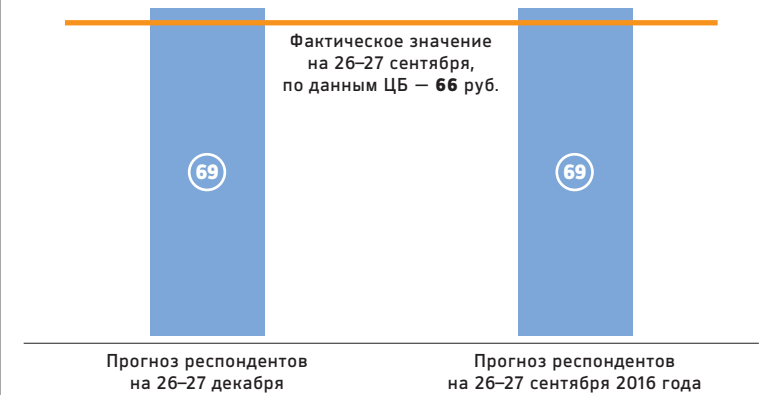 Фактическое значение
на 26–27 сентября,
по данным ЦБ — 66 руб.
69
69
Прогноз респондентов
на 26–27 декабря
Прогноз респондентов
на 26–27 сентября 2016 года